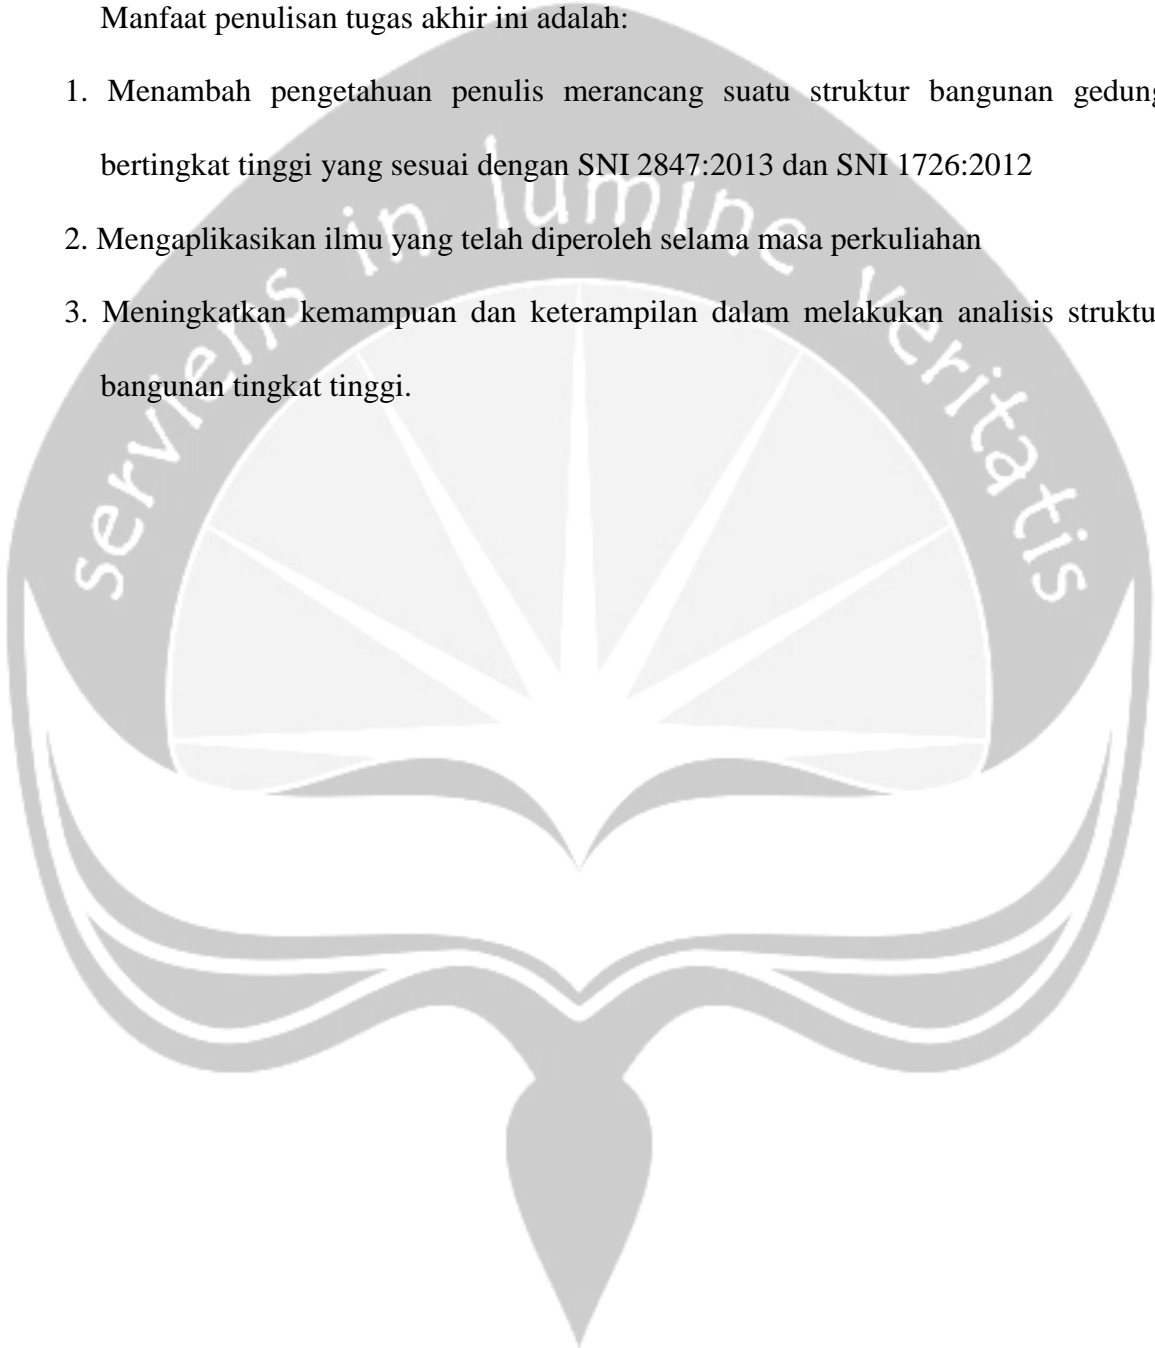 Manfaat penulisan tugas akhir ini adalah:
1. Menambah pengetahuan penulis merancang suatu struktur bangunan gedung
bertingkat tinggi yang sesuai dengan SNI 2847:2013 dan SNI 1726:2012
2. Mengaplikasikan ilmu yang telah diperoleh selama masa perkuliahan
3. Meningkatkan kemampuan dan keterampilan dalam melakukan analisis struktu
bangunan tingkat tinggi.
serviens in lumine veritatis